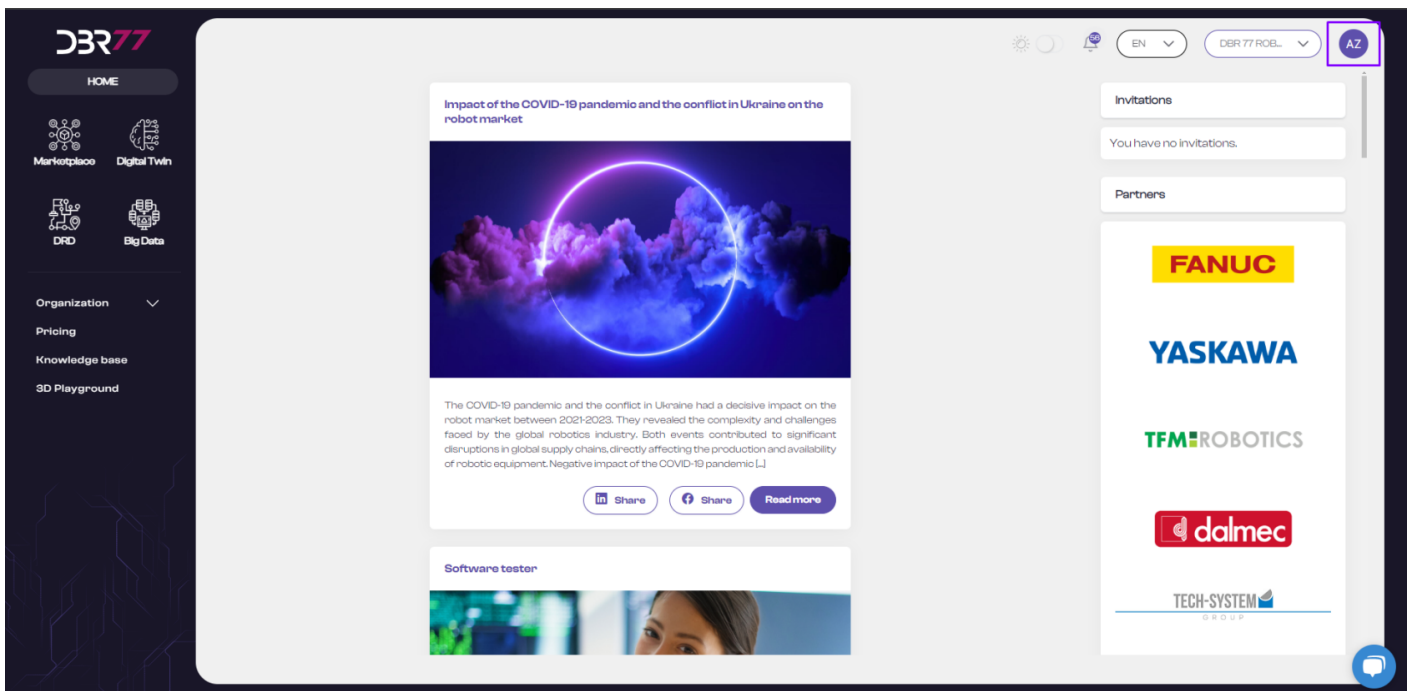 DBR77
HOME
Marketplace
Digital Twin
DRD
Big Data
Organization
Pricing
Knowledge base
3D Playground
56
EN
DBR 77 ROB...
AZ
Impact of the COVID-19 pandemic and the conflict in Ukraine on the
robot market
The COVID-19 pandemic and the conflict in Ukraine had a decisive impact on the
robot market between 2021-2023. They revealed the complexity and challenges
faced by the global robotics industry. Both events contributed to significant
disruptions in global supply chains, directly affecting the production and availability
of robotic equipment. Negative impact of the COVID-19 pandemic [...]
in Share
Share
Read more
Software tester
Invitations
You have no invitations.
Partners
FANUC
YASKAWA
TFM ROBOTICS
dalmec
TECH-SYSTEM
GROUP